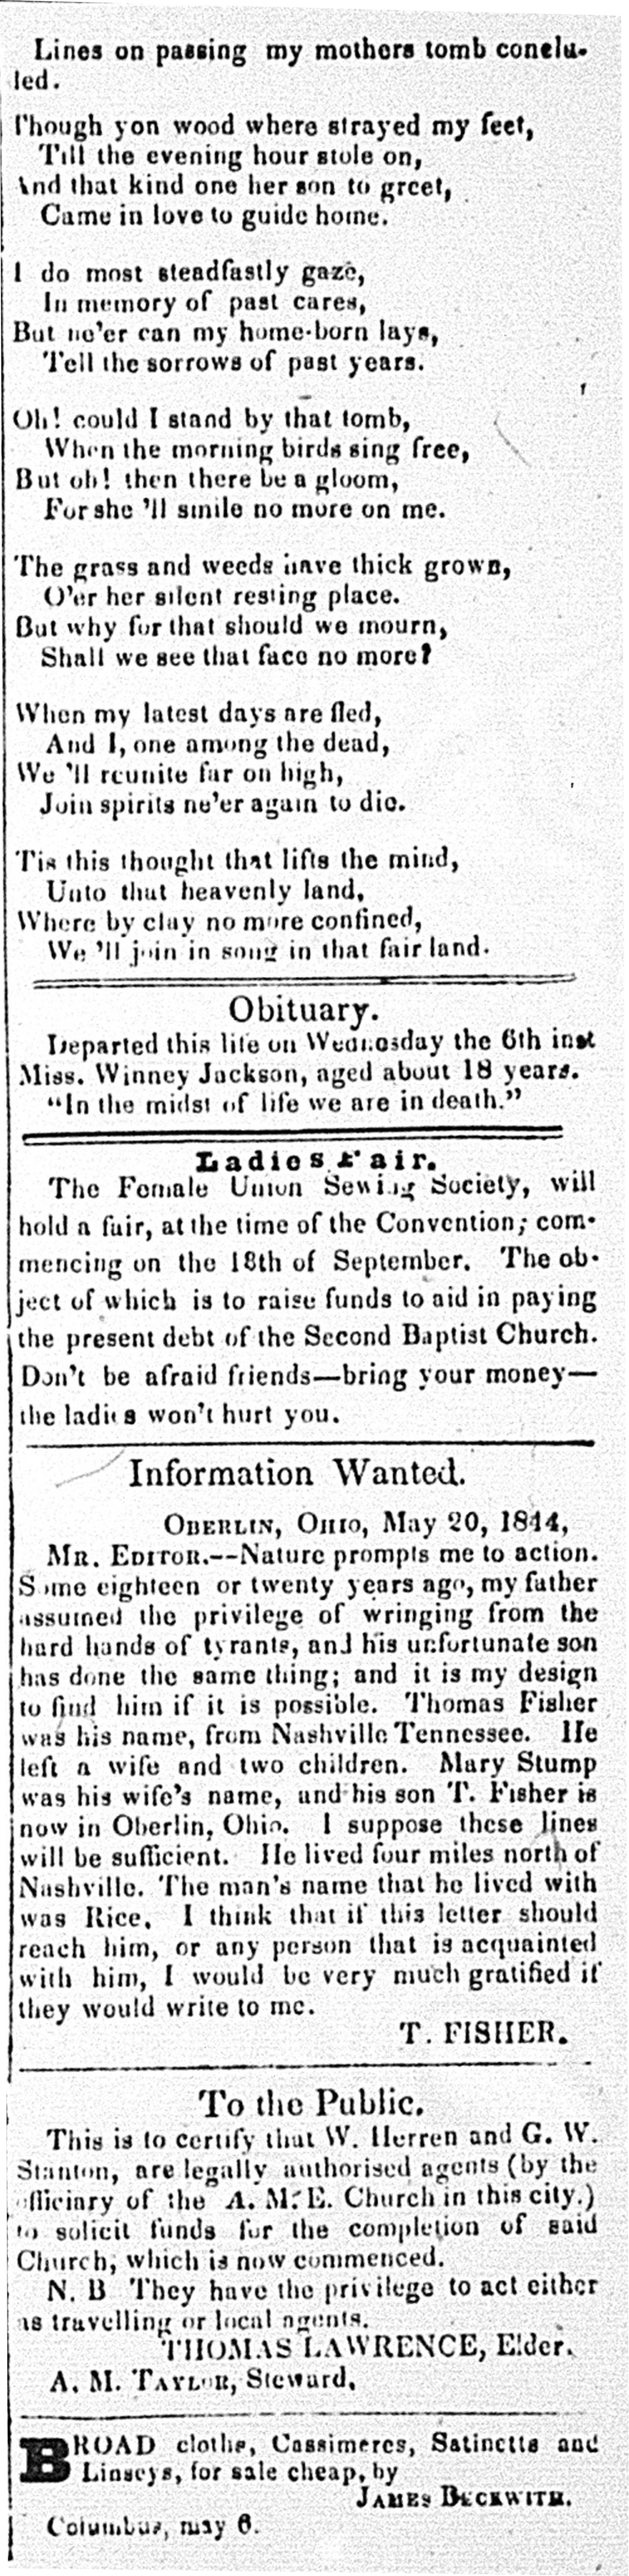 Lines on passing my mothers tomb conclu-
led.
Though yon wood where strayed my feet,
Till the evening hour stole on,
And that kind one her son to greet,
Came in love to guide home.
I do most steadfastly gaze,
In memory of past cares,
But ne'er can my home-born lays,
Tell the sorrows of past years.
Oh! could I stand by that tomb,
When the morning birds sing free,
But oh! then there be a gloom,
For she 'll smile no more on me.
The grass and weeds have thick grown,
O'er her silent resting place.
But why for that should we mourn,
Shall we see that face no more?
When my latest days are fled,
And I, one among the dead,
We 'll reunite far on high,
Join spirits ne'er again to die.
Tis this thought that lifts the mind,
Unto that heavenly land,
Where by clay no more confined,
We 'll join in song in that fair land.
Obituary.
Departed this life on Wednesday the 6th inst
Miss. Winney Jackson, aged about 18 years.
"In the midst of life we are in death."
Ladies Fair.
The Female Union Sewing Society, will
hold a fair, at the time of the Convention; com-
mencing on the 18th of September. The ob-
ject of which is to raise funds to aid in paying
the present debt of the Second Baptist Church.
Don't be afraid friends—bring your money—
the ladies won't hurt you.
Information Wanted.
OBERLIN, OHIO, May 20, 1844,
MR. EDITOR.--Nature prompts me to action.
Some eighteen or twenty years ago, my father
assumed the privilege of wringing from the
hard hands of tyrants, and his unfortunate son
has done the same thing; and it is my design
to find him if it is possible. Thomas Fisher
was his name, from Nashville Tennessee. He
left a wife and two children. Mary Stump
was his wife's name, and his son T. Fisher is
now in Oberlin, Ohio. I suppose these lines
will be sufficient. He lived four miles north of
Nashville. The man's name that he lived with
was Rice, I think that if this letter should
reach him, or any person that is acquainted
with him, I would be very much gratified if
they would write to me.
T. FISHER.
To the Public.
This is to certify that W. Herren and G. W.
Stanton, are legally authorised agents (by the
officiary of the A. M. E. Church in this city.)
to solicit funds for the completion of said
Church, which is now commenced.
N. B They have the privilege to act either
as travelling or local agents.
THOMAS LAWRENCE, Elder.
A. M. TAYLOR, Steward,
BROAD cloths, Cassimeres, Satinetts and
Linseys, for sale cheap, by
JAMES BECKWITH.
Columbus, may 6.